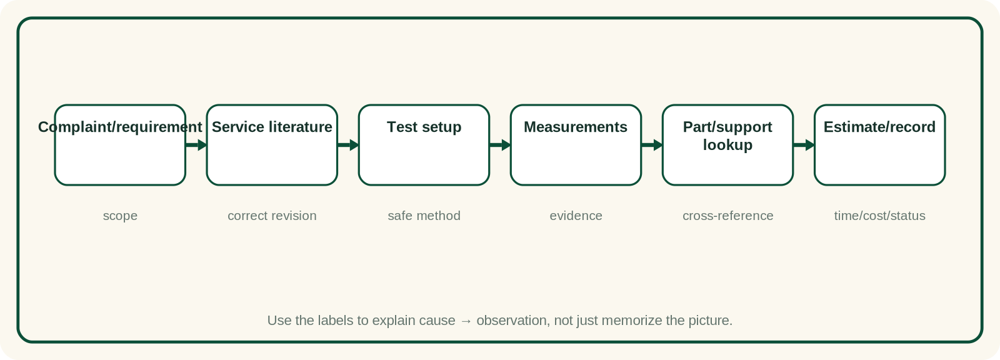 Complaint/requirement
Service literature
Test setup
Measurements
Part/support
lookup
Estimate/record
scope
correct revision
safe method
evidence
cross-reference
time/cost/status
Use the labels to explain cause → observation, not just memorize the picture.